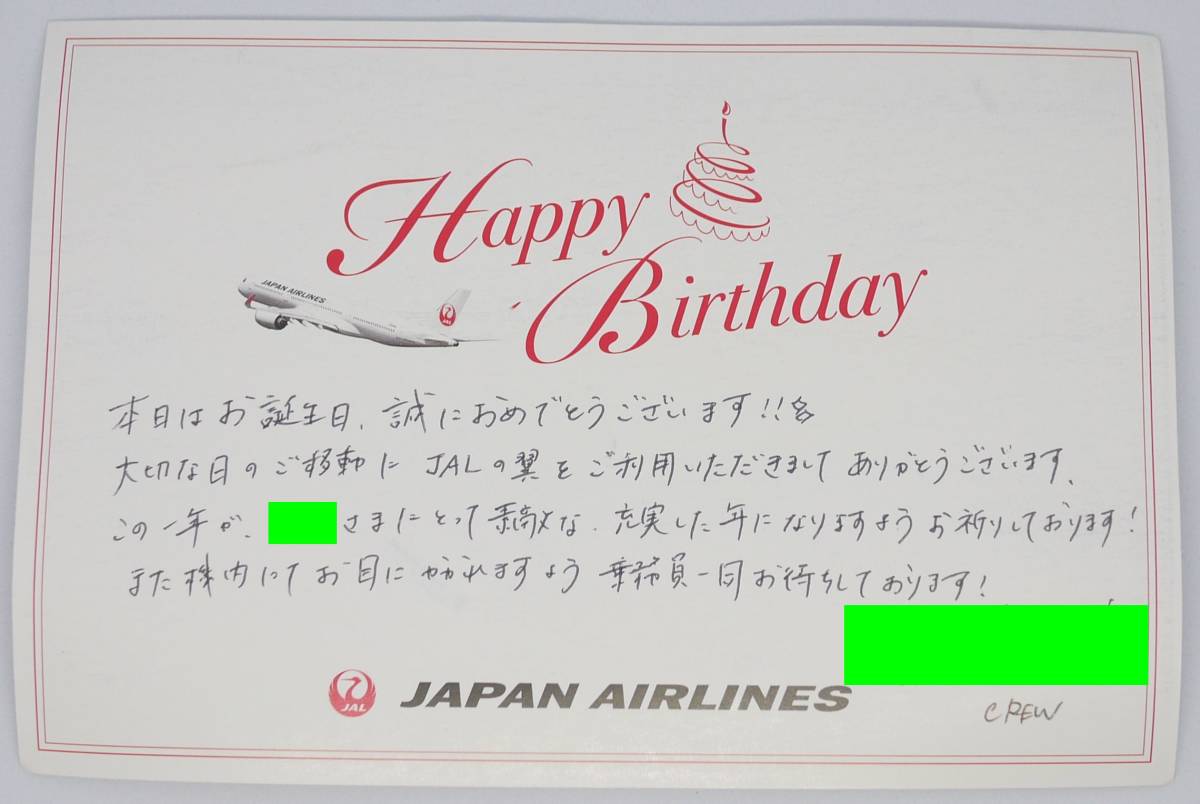 Happy
Birthday
JAPAN AIRLINES
本日はお誕生日、誠におめでとうございます!!
大切な日のご移動に JALの翼をご利用いただきまして ありがとうございます、
この一年が、
さまにとって素敵な、充実した年になりますようお祈りしております!
また機内にてお目にかかれますよう 乗務員一同お待ちしております!
JAL
JAPAN AIRLINES
CREW